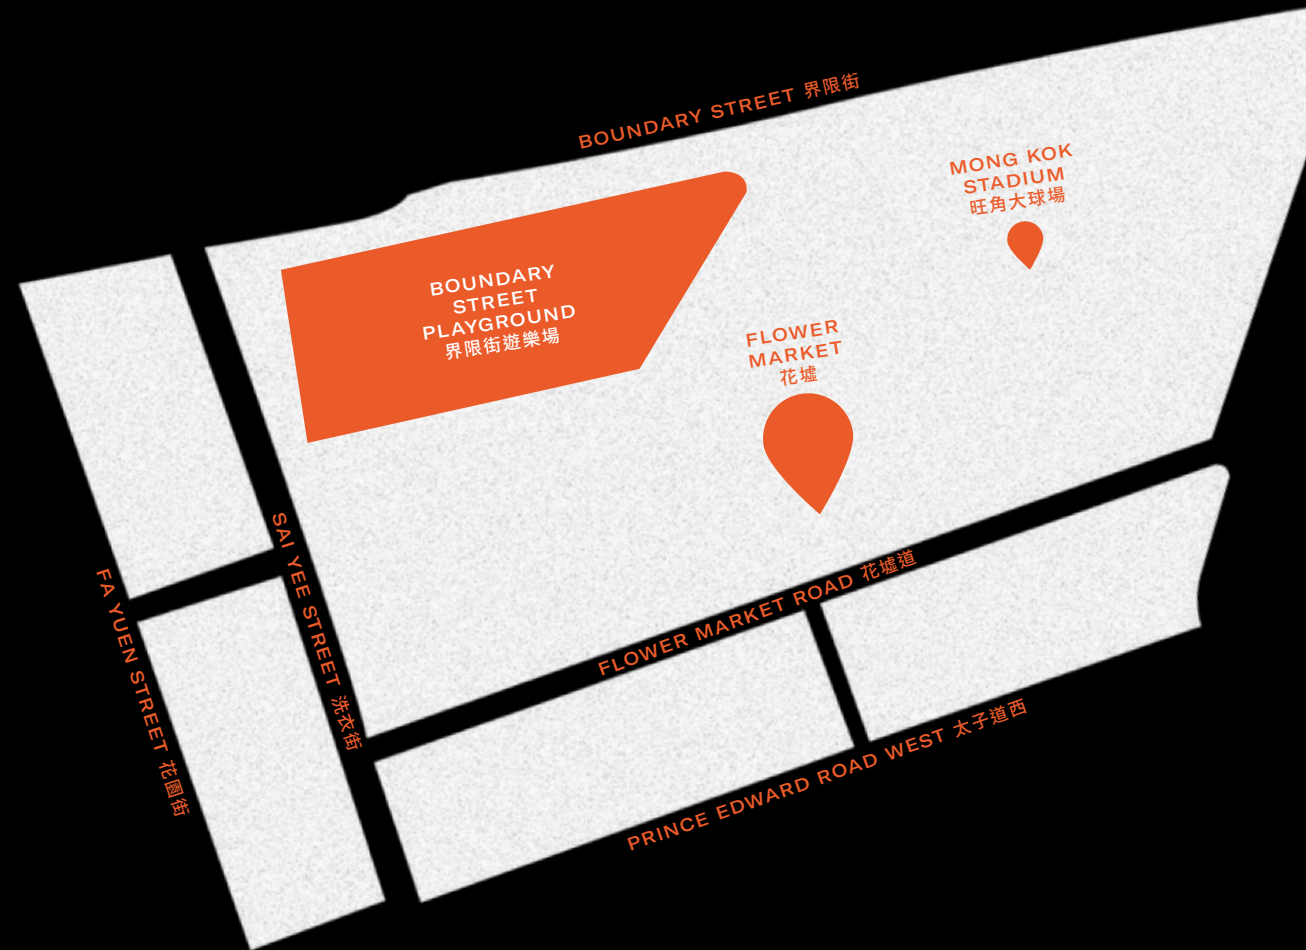 BOUNDARY STREET 界限街
MONG KOK
STADIUM
旺角大球場
BOUNDARY
STREET
PLAYGROUND
界限街遊樂場
FLOWER
MARKET
花墟
SAI YEE STREET 洗衣街
FA YUEN STREET 花園街
FLOWER MARKET ROAD 花墟道
PRINCE EDWARD ROAD WEST 太子道西